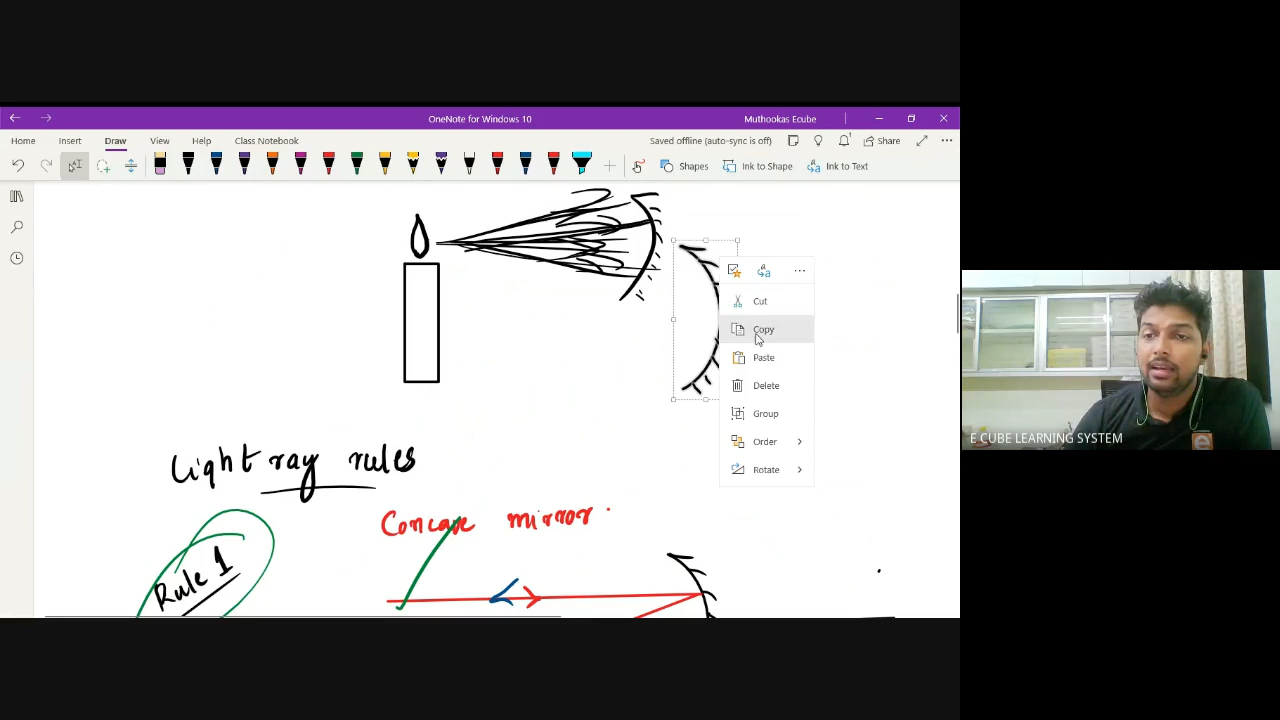 OneNote for Windows 10
Muthookas Ecube
Home Insert Draw View Help Class Notebook
Saved offline (auto-sync is off)
Share
Shapes
Ink to Shape
Ink to Text
Cut
Copy
Paste
Delete
Group
Order
Rotate
Light ray rules
Concave mirror.
Rule 1
E CUBE LEARNING SYSTEM